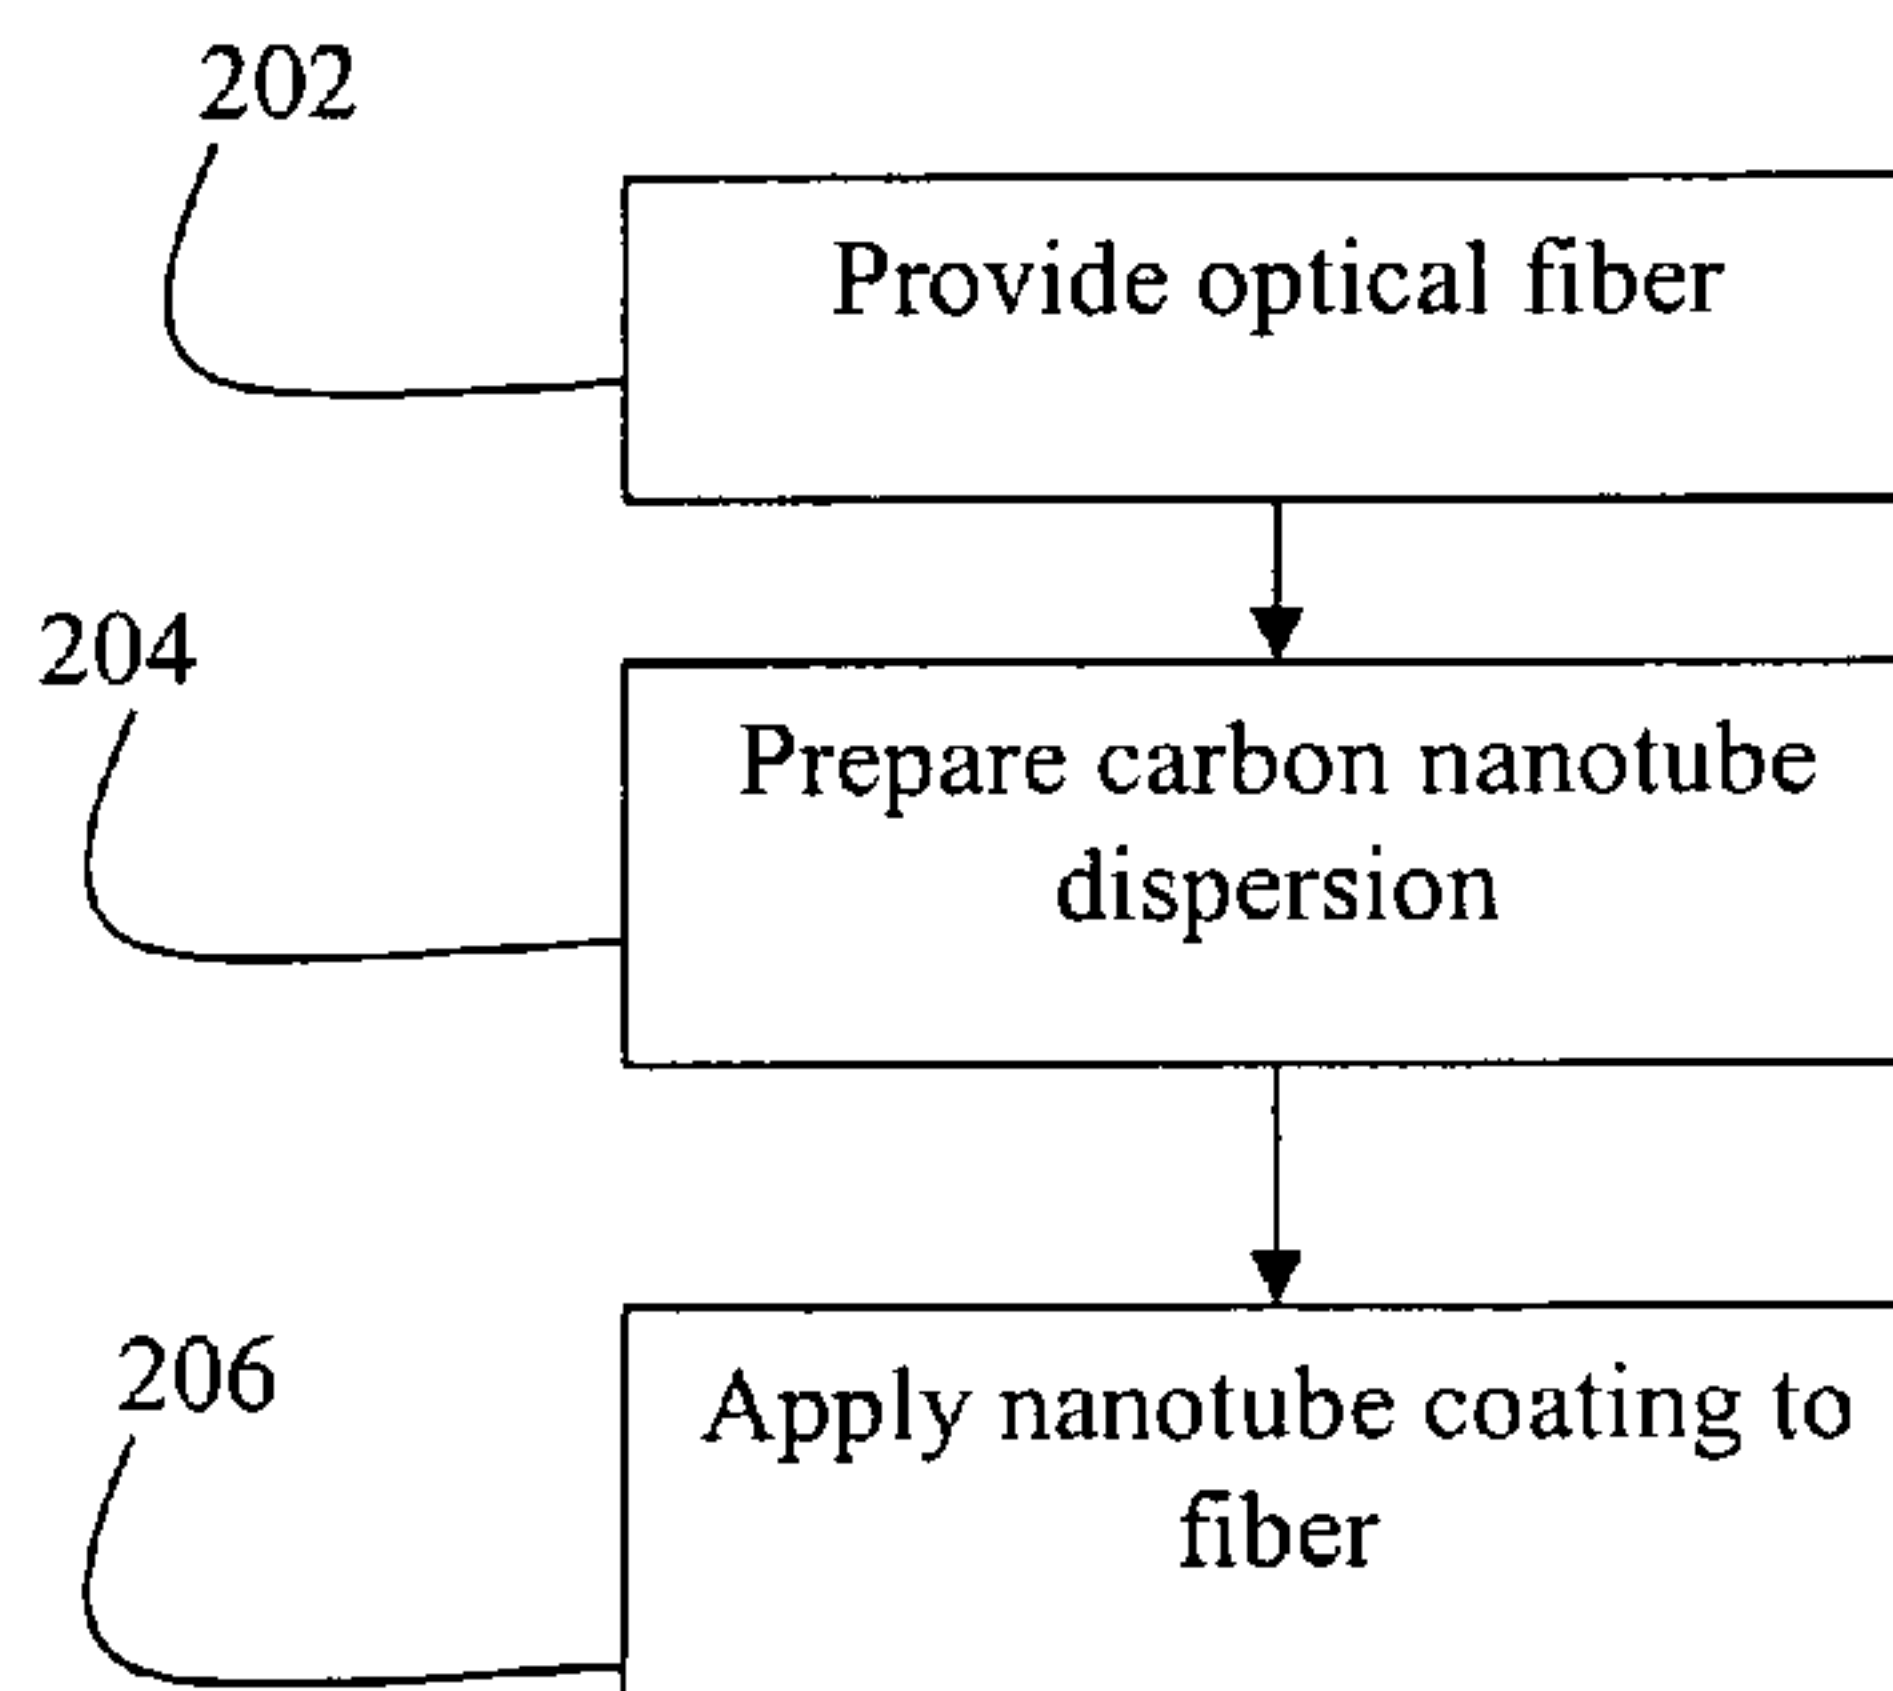 202
Provide optical fiber
204
Prepare carbon nanotube
dispersion
206
Apply nanotube coating to
fiber